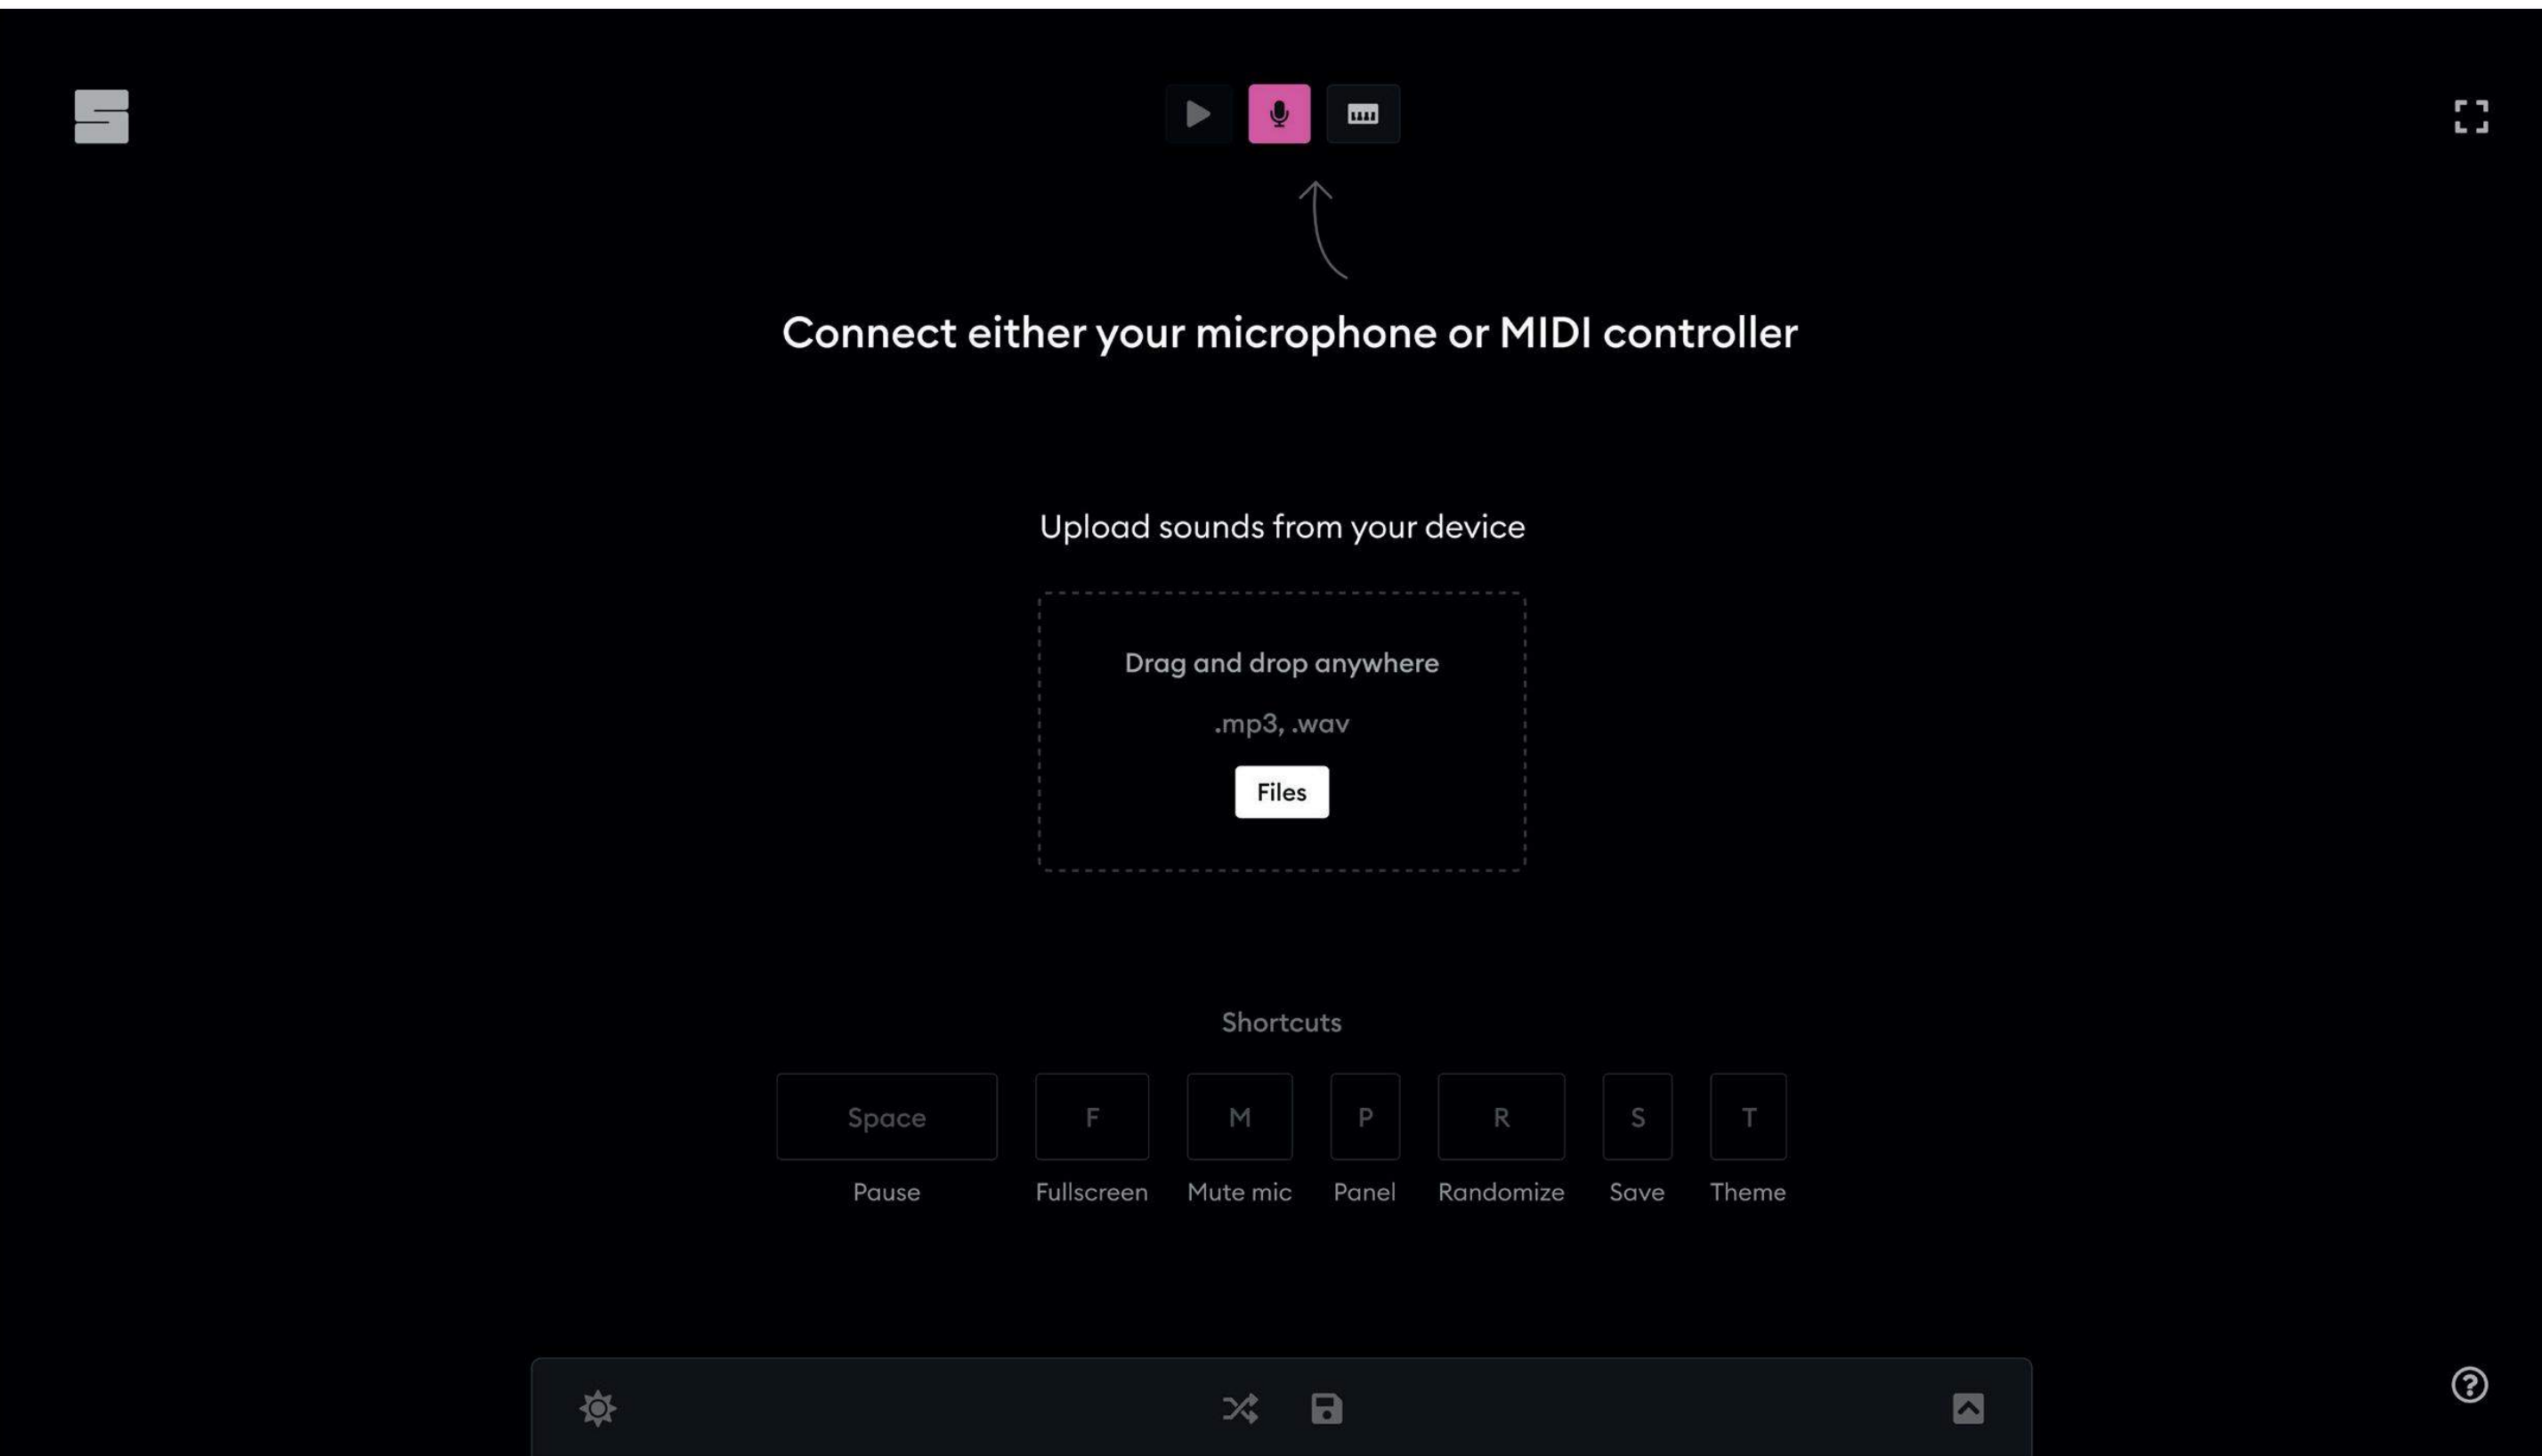 Connect either your microphone or MIDI controller
Upload sounds from your device
Drag and drop anywhere
.mp3, .wav
Files
Shortcuts
Space F M P R S T
Pause Fullscreen Mute mic Panel Randomize Save Theme